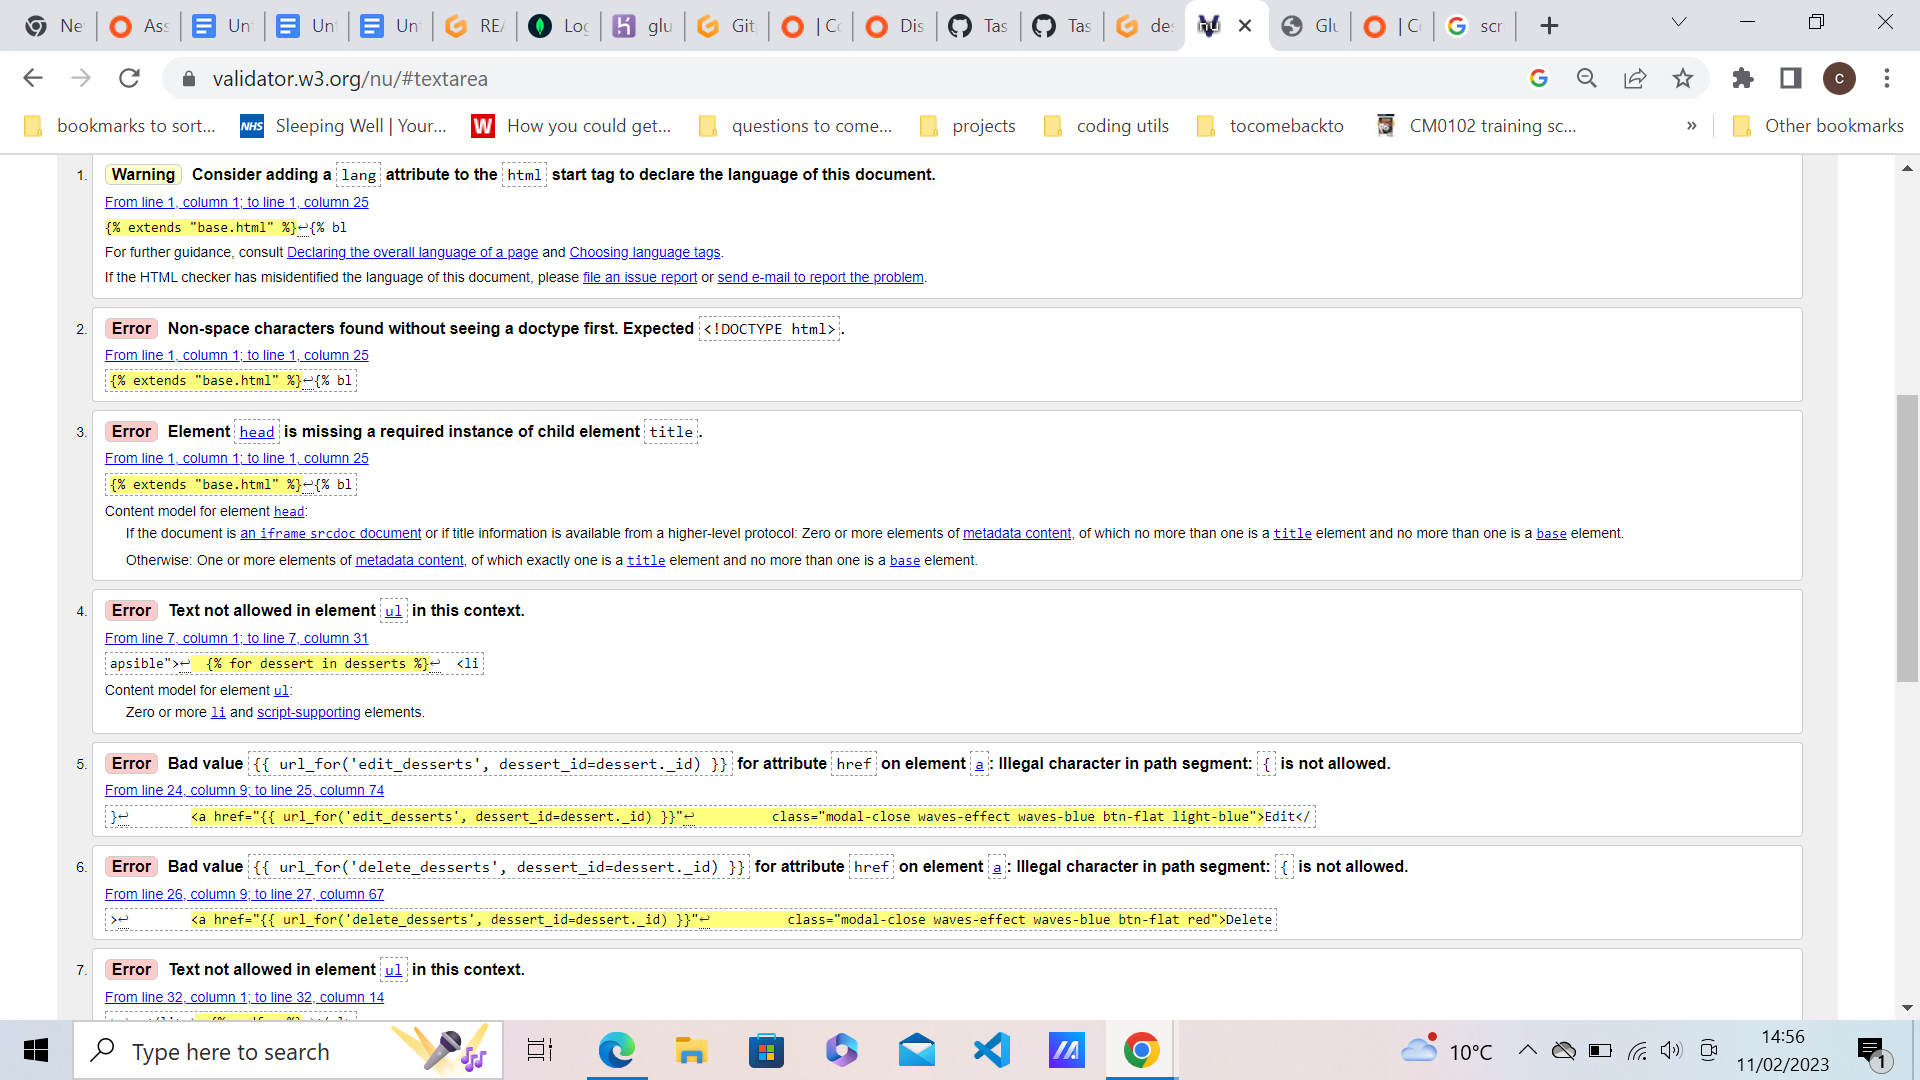 Ne
Ass
Unt
Unt
Unt
REA
Log
glu
Gitp
| Co
Dis
Tas
Tas
des
Glu
| Co
scr
validator.w3.org/nu/#textarea
c
bookmarks to sort...
NHS
Sleeping Well | Your...
W
How you could get...
questions to come...
projects
coding utils
tocomebackto
CM0102 training sc...
»
Other bookmarks
1. Warning Consider adding a lang attribute to the html start tag to declare the language of this document.
From line 1, column 1; to line 1, column 25
{% extends "base.html" %}↩{% bl
For further guidance, consult Declaring the overall language of a page and Choosing language tags.
If the HTML checker has misidentified the language of this document, please file an issue report or send e-mail to report the problem.
2. Error Non-space characters found without seeing a doctype first. Expected <!DOCTYPE html>.
From line 1, column 1; to line 1, column 25
{% extends "base.html" %}↩{% bl
3. Error Element head is missing a required instance of child element title.
From line 1, column 1; to line 1, column 25
{% extends "base.html" %}↩{% bl
Content model for element head:
If the document is an iframe srcdoc document or if title information is available from a higher-level protocol: Zero or more elements of metadata content, of which no more than one is a title element and no more than one is a base element.
Otherwise: One or more elements of metadata content, of which exactly one is a title element and no more than one is a base element.
4. Error Text not allowed in element ul in this context.
From line 7, column 1; to line 7, column 31
apsible">↩ {% for dessert in desserts %}↩ <li
Content model for element ul:
Zero or more li and script-supporting elements.
5. Error Bad value {{ url_for('edit_desserts', dessert_id=dessert._id) }} for attribute href on element a: Illegal character in path segment: { is not allowed.
From line 24, column 9; to line 25, column 74
}↩ <a href="{{ url_for('edit_desserts', dessert_id=dessert._id) }}"↩ class="modal-close waves-effect waves-blue btn-flat light-blue">Edit</
6. Error Bad value {{ url_for('delete_desserts', dessert_id=dessert._id) }} for attribute href on element a: Illegal character in path segment: { is not allowed.
From line 26, column 9; to line 27, column 67
>↩ <a href="{{ url_for('delete_desserts', dessert_id=dessert._id) }}"↩ class="modal-close waves-effect waves-blue btn-flat red">Delete
7. Error Text not allowed in element ul in this context.
From line 32, column 1; to line 32, column 14
Type here to search
10°C
14:56
11/02/2023
1